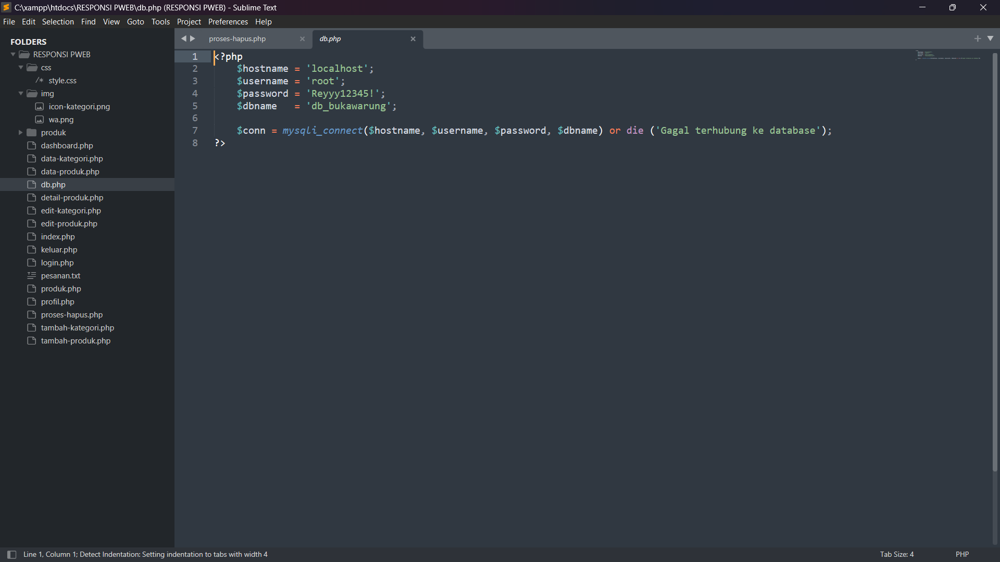 C:\xampp\htdocs\RESPONSI PWEB\db.php (RESPONSI PWEB) - Sublime Text
File Edit Selection Find View Goto Tools Project Preferences Help
FOLDERS
RESPONSI PWEB
css
/* style.css
img
icon-kategori.png
wa.png
produk
dashboard.php
data-kategori.php
data-produk.php
db.php
detail-produk.php
edit-kategori.php
edit-produk.php
index.php
keluar.php
login.php
pesanan.txt
produk.php
profil.php
proses-hapus.php
tambah-kategori.php
tambah-produk.php
proses-hapus.php × db.php ×
1 <?php
2 $hostname = 'localhost';
3 $username = 'root';
4 $password = 'Reyyy12345!';
5 $dbname   = 'db_bukawarung';
6
7 $conn = mysqli_connect($hostname, $username, $password, $dbname) or die ('Gagal terhubung ke database');
8 ?>
Line 1, Column 1; Detect Indentation: Setting indentation to tabs with width 4
Tab Size: 4 PHP